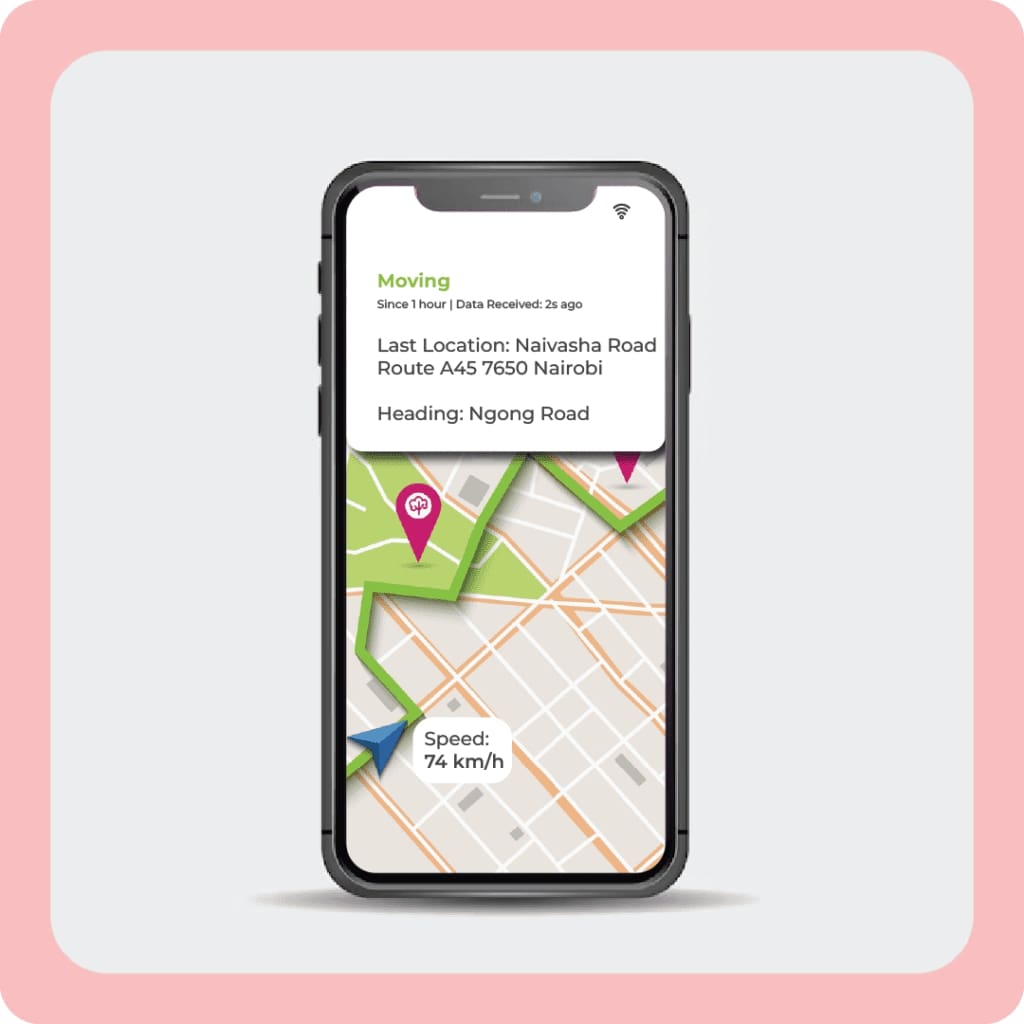 Moving
Since 1 hour | Data Received: 2s ago
Last Location: Naivasha Road
Route A45 7650 Nairobi
Heading: Ngong Road
Speed:
74 km/h